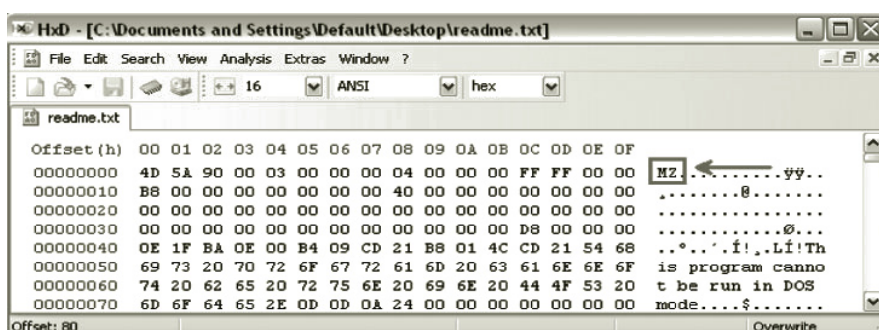 HxD - [C:\Documents and Settings\Default\Desktop\readme.txt]
File Edit Search View Analysis Extras Window ?
16 ANSI hex
readme.txt
Offset(h) 00 01 02 03 04 05 06 07 08 09 0A 0B 0C 0D 0E 0F
00000000 4D 5A 90 00 03 00 00 00 04 00 00 00 FF FF 00 00 MZ..........ÿÿ..
00000010 B8 00 00 00 00 00 00 00 40 00 00 00 00 00 00 00 ¸.......@.......
00000020 00 00 00 00 00 00 00 00 00 00 00 00 00 00 00 00 ................
00000030 00 00 00 00 00 00 00 00 00 00 00 00 D8 00 00 00 ............Ø...
00000040 0E 1F BA 0E 00 B4 09 CD 21 B8 01 4C CD 21 54 68 ..º..´.Í!¸.LÍ!Th
00000050 69 73 20 70 72 6F 67 72 61 6D 20 63 61 6E 6E 6F is program canno
00000060 74 20 62 65 20 72 75 6E 20 69 6E 20 44 4F 53 20 t be run in DOS
00000070 6D 6F 64 65 2E 0D 0D 0A 24 00 00 00 00 00 00 00 mode....$.......
Offset: 80 Overwrite